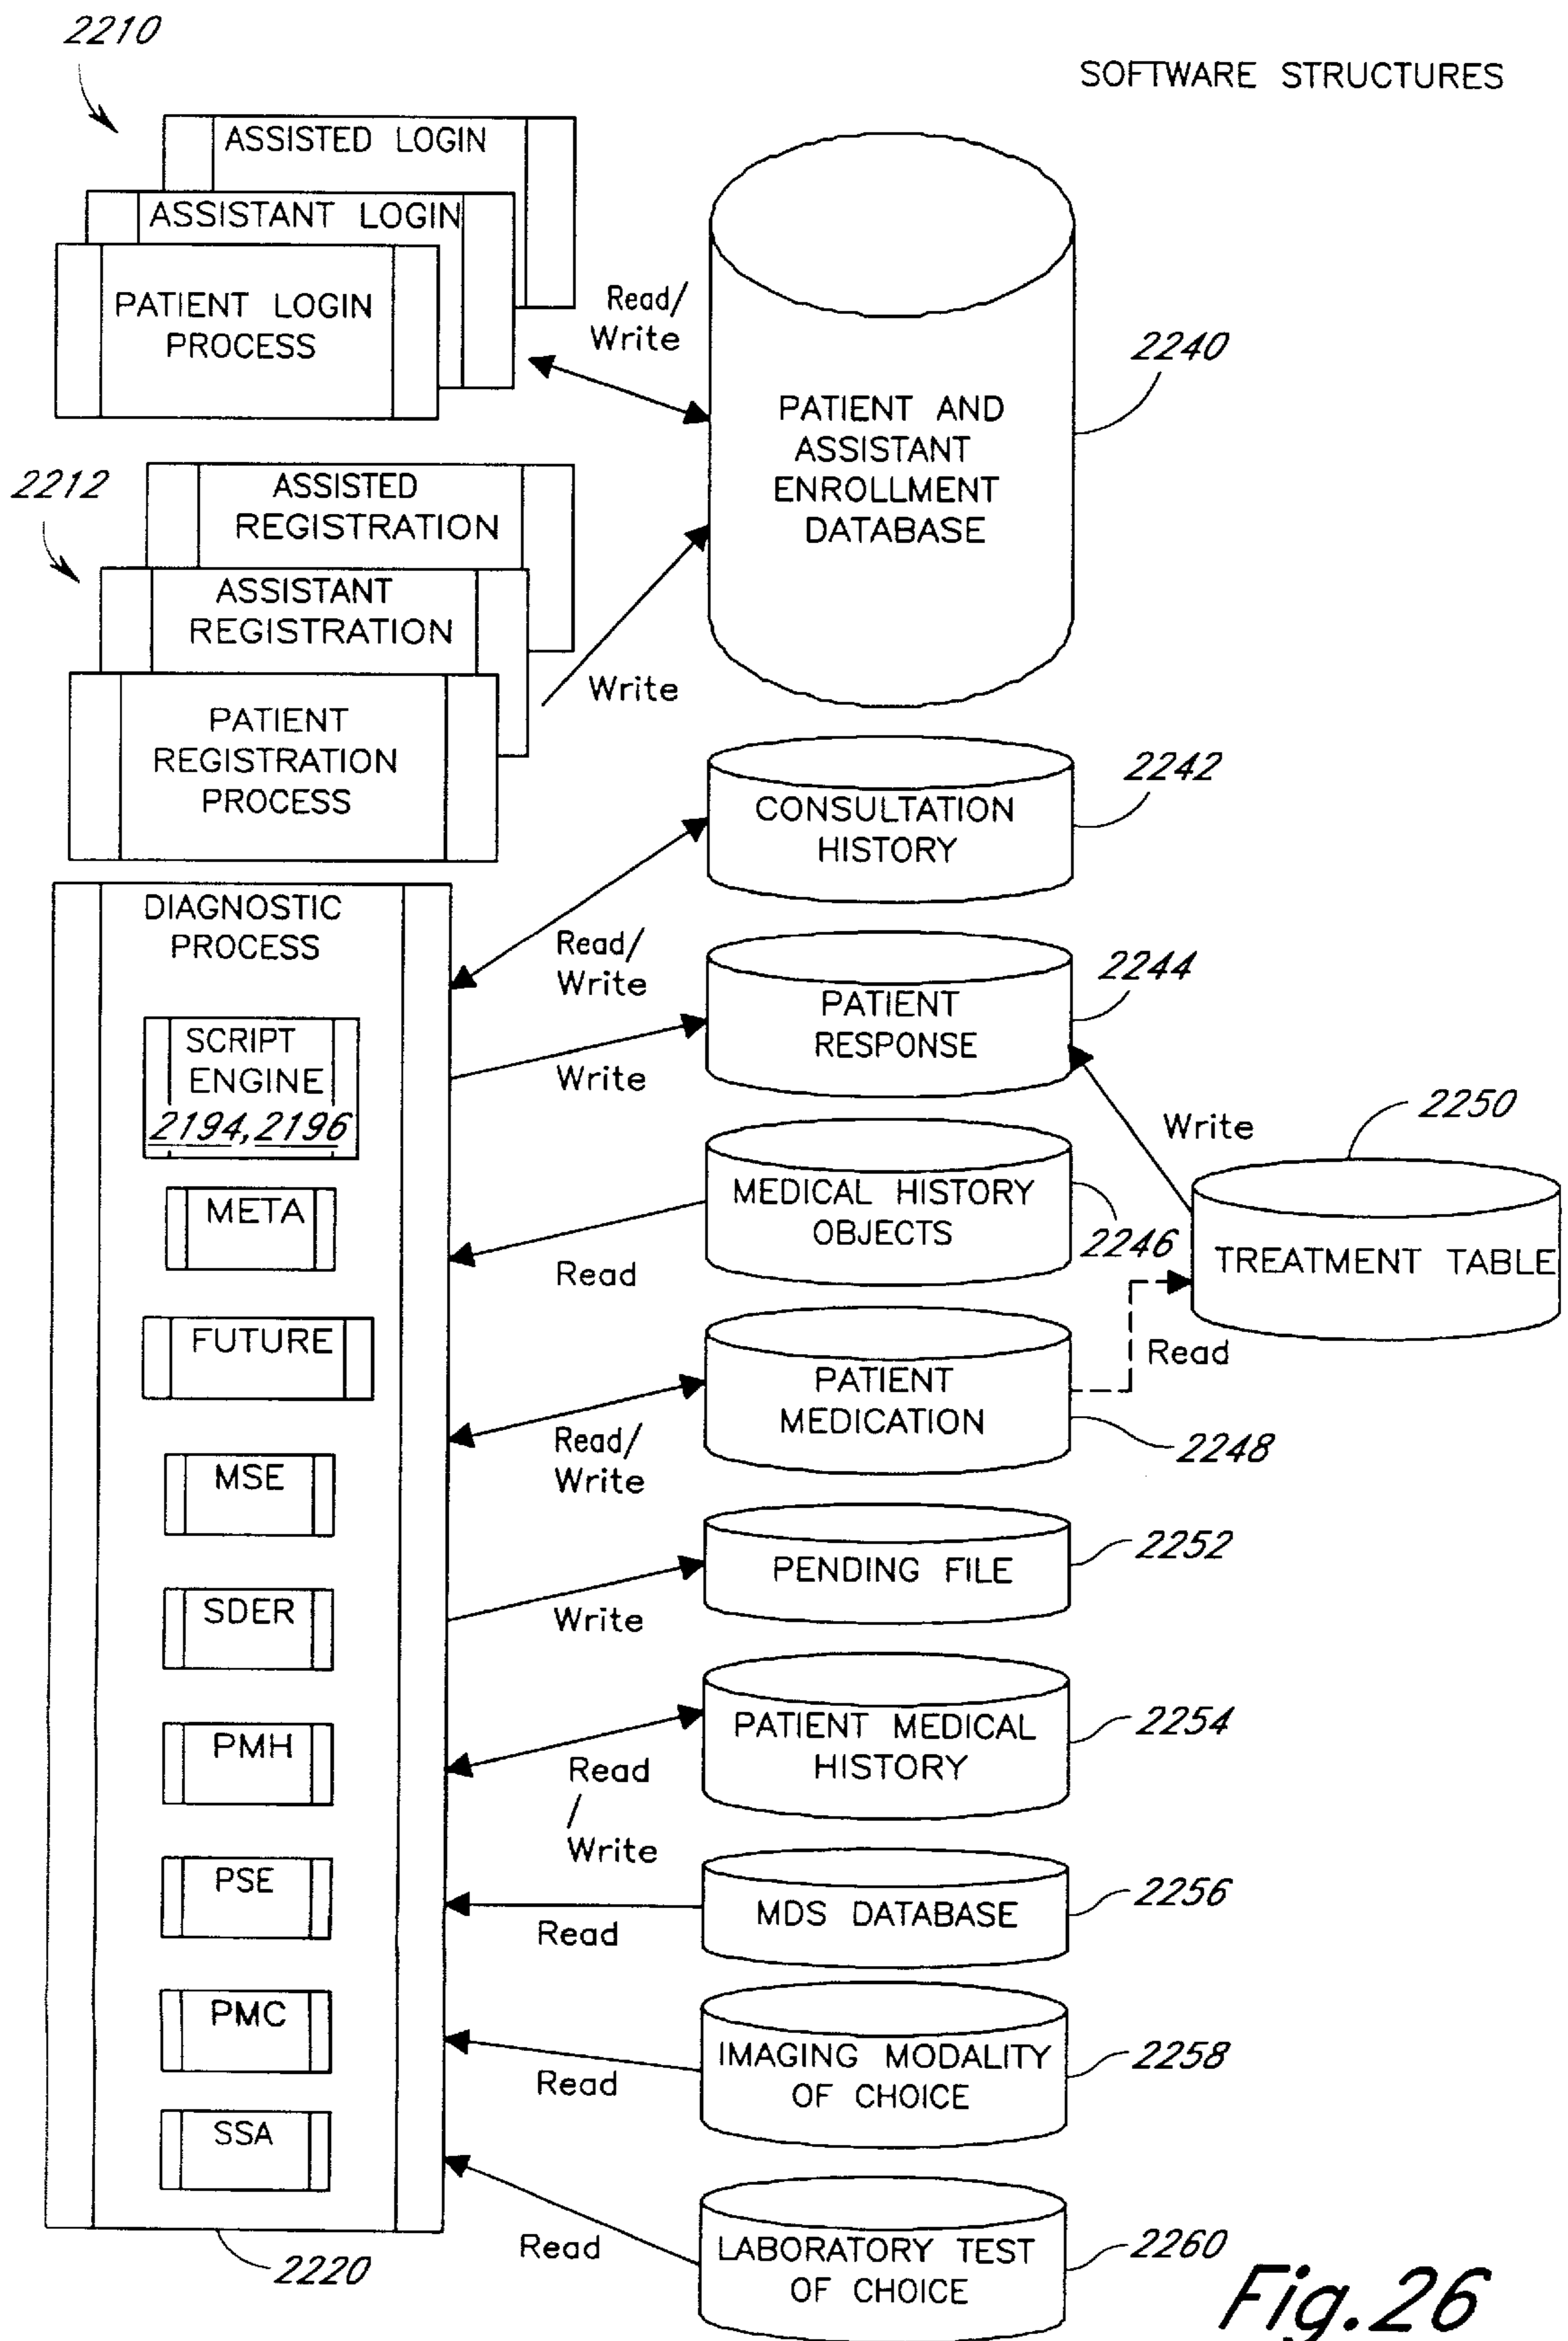 2210
SOFTWARE STRUCTURES
ASSISTED LOGIN
ASSISTANT LOGIN
PATIENT LOGIN
PROCESS
Read/
Write
PATIENT AND
ASSISTANT
ENROLLMENT
DATABASE
2240
2212
ASSISTED
REGISTRATION
ASSISTANT
REGISTRATION
PATIENT
REGISTRATION
PROCESS
Write
CONSULTATION
HISTORY
2242
DIAGNOSTIC
PROCESS
Read/
Write
PATIENT
RESPONSE
2244
SCRIPT
ENGINE
2194, 2196
Write
Write
2250
TREATMENT TABLE
META
MEDICAL HISTORY
OBJECTS
2246
Read
FUTURE
PATIENT
MEDICATION
Read
2248
Read/
Write
MSE
PENDING FILE
2252
SDER
Write
PMH
PATIENT MEDICAL
HISTORY
2254
Read
/
Write
PSE
MDS DATABASE
2256
Read
PMC
IMAGING MODALITY
OF CHOICE
2258
Read
SSA
LABORATORY TEST
OF CHOICE
2260
Read
2220
Fig.26